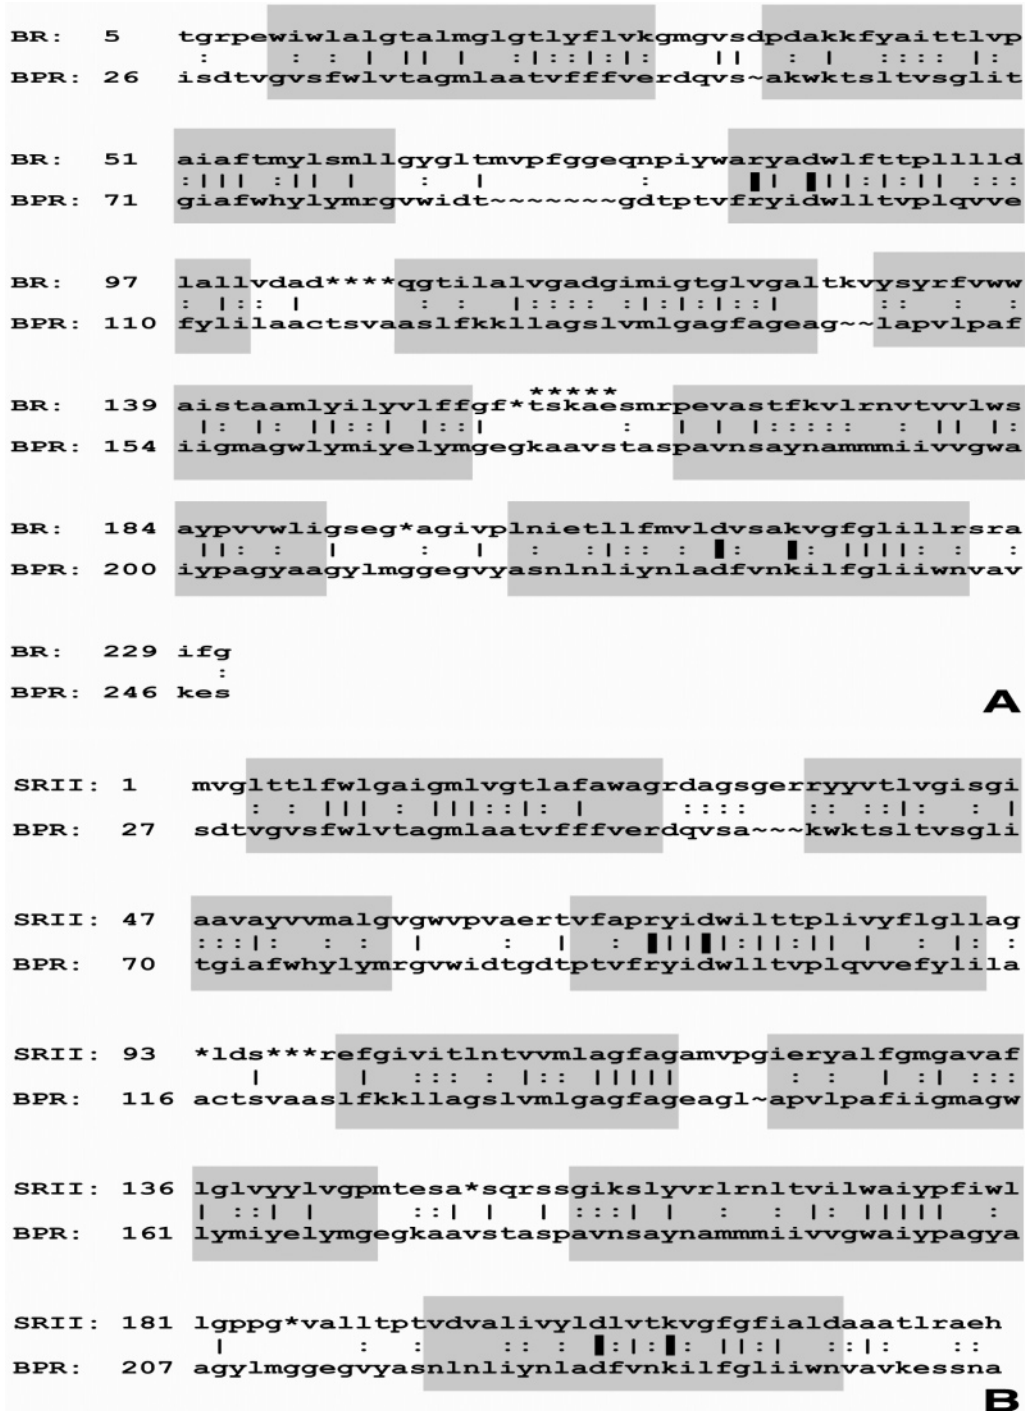 BR: 5 tgrpewiwlalgtalmglgtlyflvkgmgvsdpdakkfyaittlvp
BPR: 26 isdtvgvsfwlvtagmlaatvfffverdqvs~akwktsltvsglit
BR: 51 aiaftmylsmllgygltmvpfggeqnpiywaryadwlfttplllld
BPR: 71 giafwhylymrgvwidt~~~~~~~gdtptvfryidwlltvplqvve
BR: 97 lallvdad****qgtilalvgadgimigtglvgaltkvysyrfvww
BPR: 110 fylilaactsvaaslfkkllagslvmlgagfageag~~lapvlpaf
*****
BR: 139 aistaamlyilyvlffgf*tskaesmrpevastfkvlrnvtvvlws
BPR: 154 iigmagwlymiyelymgegkaavstaspavnsaynammmiivvgwa
BR: 184 aypvvwligseg*agivplnietllfmvldvsakvgfglillrsra
BPR: 200 iypagyaagylmggegvyasnlnliynladfvnkilfgliiwnvav
BR: 229 ifg
BPR: 246 kes
A
SRII: 1 mvglttlfwlgaigmlvgtlafawagrdagsgerryyvtlvgisgi
BPR: 27 sdtvgvsfwlvtagmlaatvfffverdqvsa~~~kwktsltvsgli
SRII: 47 aavayvvmalgvgwvpvaertvfapryidwilttplivyflgllag
BPR: 70 tgiafwhylymrgvwidtgdtptvfryidwlltvplqvvefylila
SRII: 93 *lds***refgivitlntvvmlagfagamvpgieryalfgmgavaf
BPR: 116 actsvaaslfkkllagslvmlgagfageagl~apvlpafiigmagw
SRII: 136 lglvyylvgpmtesa*sqrssgikslyvrlrnltvilwaiypfiwl
BPR: 161 lymiyelymgegkaavstaspavnsaynammmiivvgwaiypagya
SRII: 181 lgppg*valltptvdvalivyldlvtkvgfgfialdaaatlraeh
BPR: 207 agylmggegvyasnlnliynladfvnkilfgliiwnvavkessna
B